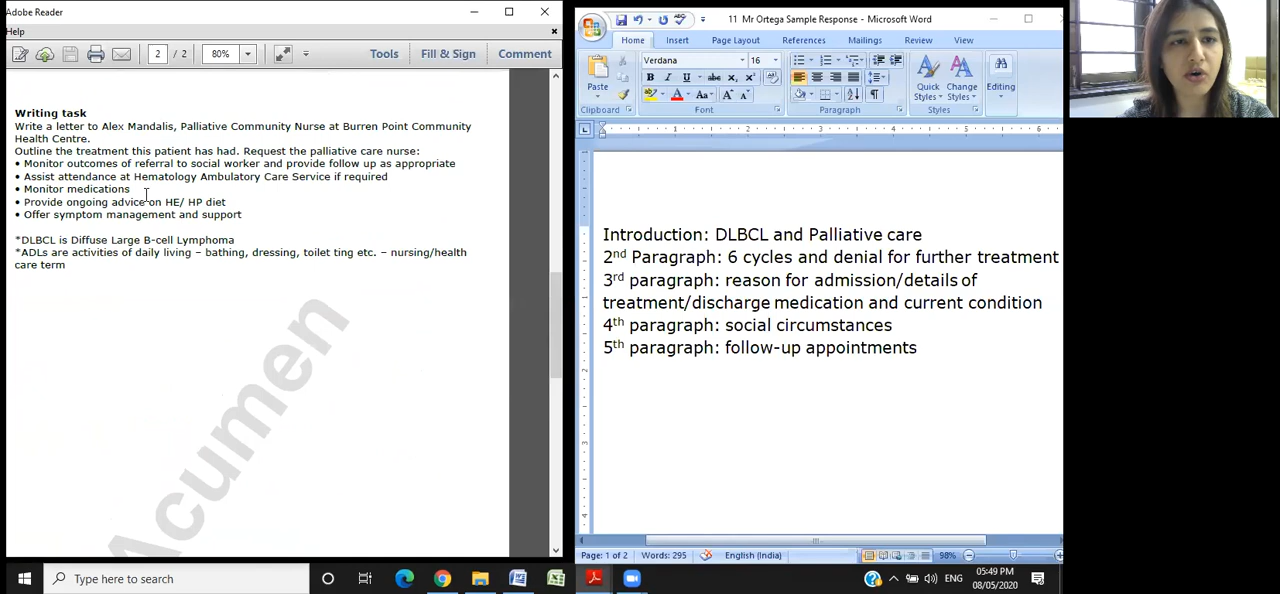 Adobe Reader
Help
2 / 2
80%
Tools
Fill & Sign
Comment
Writing task
Write a letter to Alex Mandalis, Palliative Community Nurse at Burren Point Community
Health Centre.
Outline the treatment this patient has had. Request the palliative care nurse:
• Monitor outcomes of referral to social worker and provide follow up as appropriate
• Assist attendance at Hematology Ambulatory Care Service if required
• Monitor medications
• Provide ongoing advice on HE/ HP diet
• Offer symptom management and support
*DLBCL is Diffuse Large B-cell Lymphoma
*ADLs are activities of daily living – bathing, dressing, toilet ting etc. – nursing/health
care term
Acumen
11 Mr Ortega Sample Response - Microsoft Word
Home Insert Page Layout References Mailings Review View
Verdana 16
Paste
Quick Styles
Change Styles
Editing
Clipboard Font Paragraph Styles
1 2 3 4 5 6
Introduction: DLBCL and Palliative care
2nd Paragraph: 6 cycles and denial for further treatment
3rd paragraph: reason for admission/details of
treatment/discharge medication and current condition
4th paragraph: social circumstances
5th paragraph: follow-up appointments
Page: 1 of 2 Words: 295 English (India) 98%
Type here to search
ENG
05:49 PM
08/05/2020